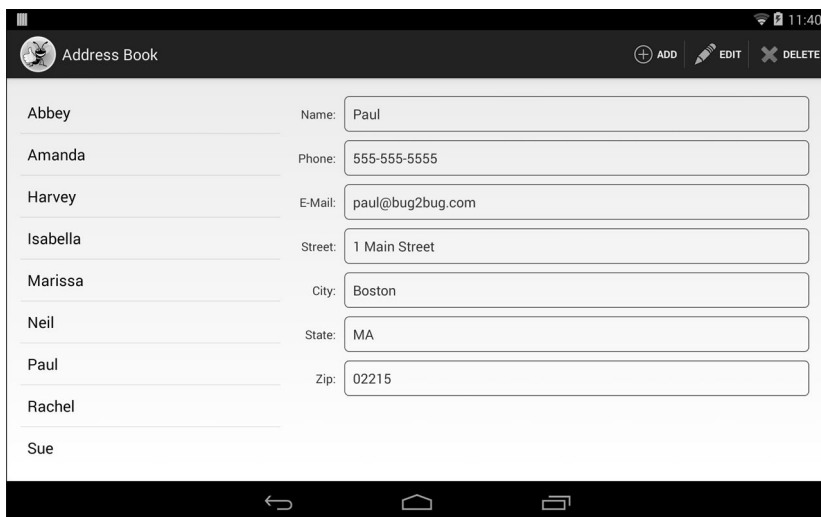 11:40
Address Book
ADD
EDIT
DELETE
Abbey
Amanda
Harvey
Isabella
Marissa
Neil
Paul
Rachel
Sue
Name: Paul
Phone: 555-555-5555
E-Mail: paul@bug2bug.com
Street: 1 Main Street
City: Boston
State: MA
Zip: 02215